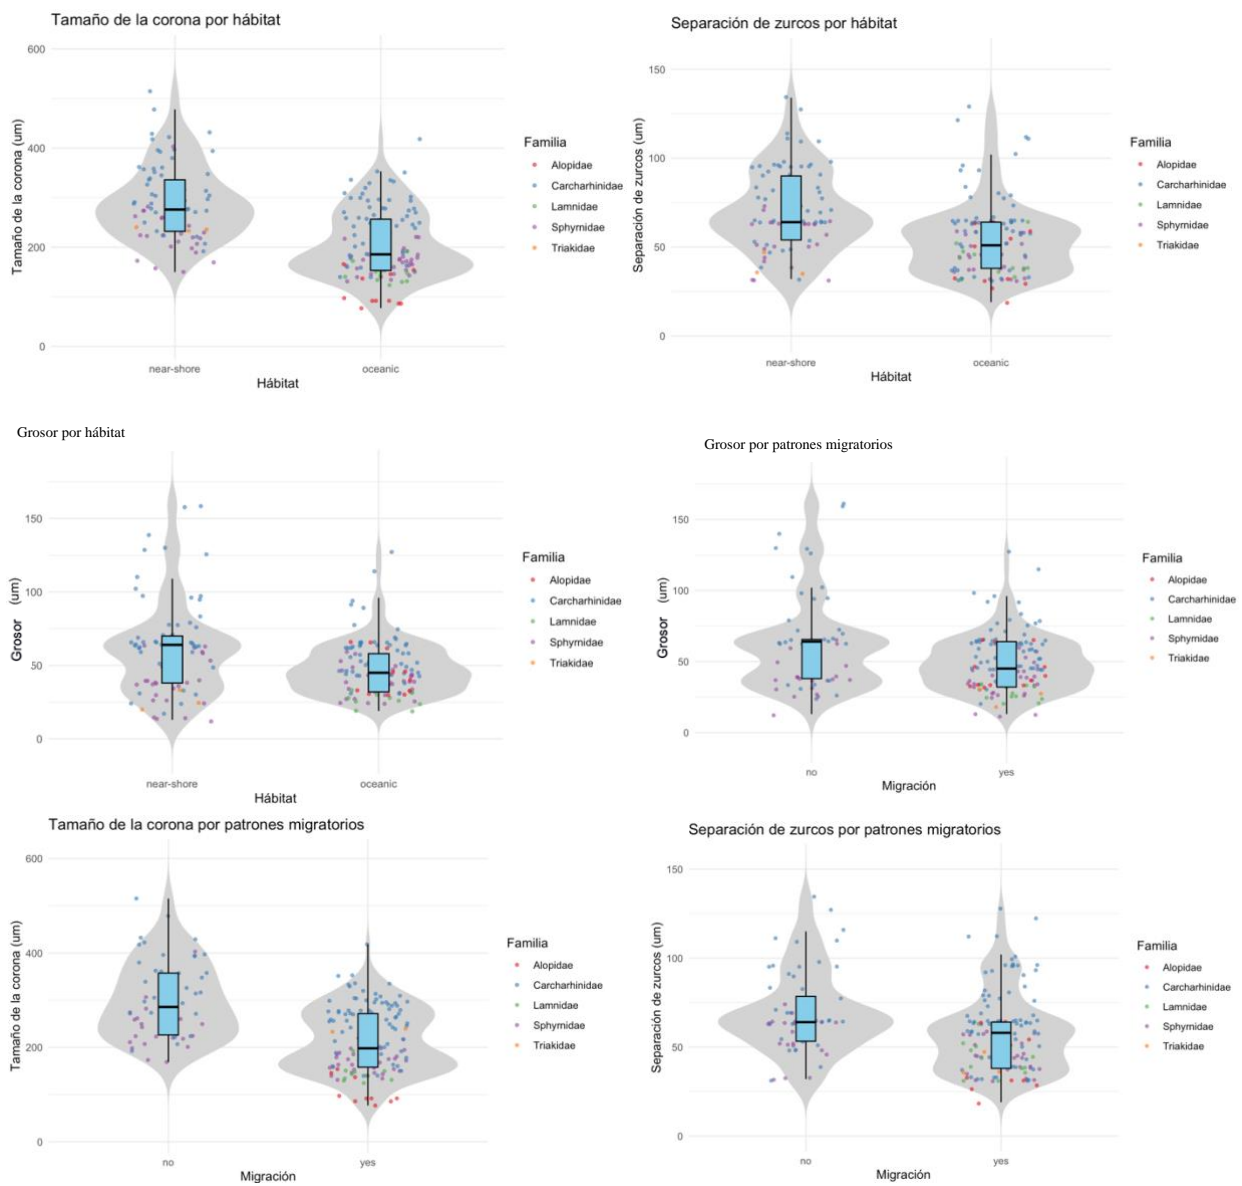 Tamaño de la corona por hábitat
600
400
200
0
Tamaño de la corona (um)
near-shore
oceanic
Hábitat
Familia
Alopidae
Carcharhinidae
Lamnidae
Sphyrnidae
Triakidae
Separación de zurcos por hábitat
150
100
50
0
Separación de zurcos (um)
near-shore
oceanic
Hábitat
Familia
Alopidae
Carcharhinidae
Lamnidae
Sphyrnidae
Triakidae
Grosor por hábitat
150
100
50
0
Grosor (um)
near-shore
oceanic
Hábitat
Familia
Alopidae
Carcharhinidae
Lamnidae
Sphyrnidae
Triakidae
Grosor por patrones migratorios
150
100
50
0
Grosor (um)
no
yes
Migración
Familia
Alopidae
Carcharhinidae
Lamnidae
Sphyrnidae
Triakidae
Tamaño de la corona por patrones migratorios
600
400
200
0
Tamaño de la corona (um)
no
yes
Migración
Familia
Alopidae
Carcharhinidae
Lamnidae
Sphyrnidae
Triakidae
Separación de zurcos por patrones migratorios
150
100
50
0
Separación de zurcos (um)
no
yes
Migración
Familia
Alopidae
Carcharhinidae
Lamnidae
Sphyrnidae
Triakidae